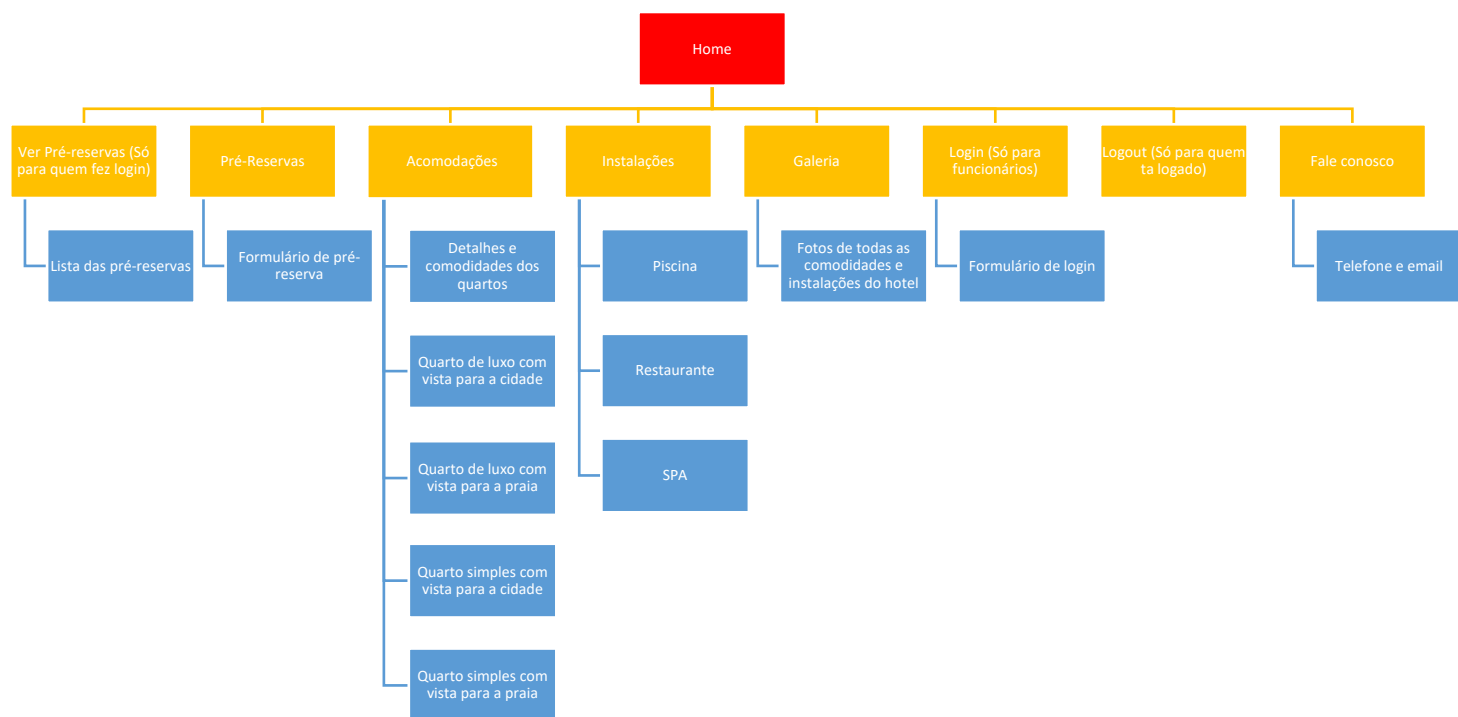 Home
Ver Pré-reservas (Só
para quem fez login)
Pré-Reservas
Acomodações
Instalações
Galeria
Login (Só para
funcionários)
Logout (Só para quem
ta logado)
Fale conosco
Lista das pré-reservas
Formulário de pré-
reserva
Detalhes e
comodidades dos
quartos
Piscina
Fotos de todas as
comodidades e
instalações do hotel
Formulário de login
Telefone e email
Quarto de luxo com
vista para a cidade
Restaurante
Quarto de luxo com
vista para a praia
SPA
Quarto simples com
vista para a cidade
Quarto simples com
vista para a praia